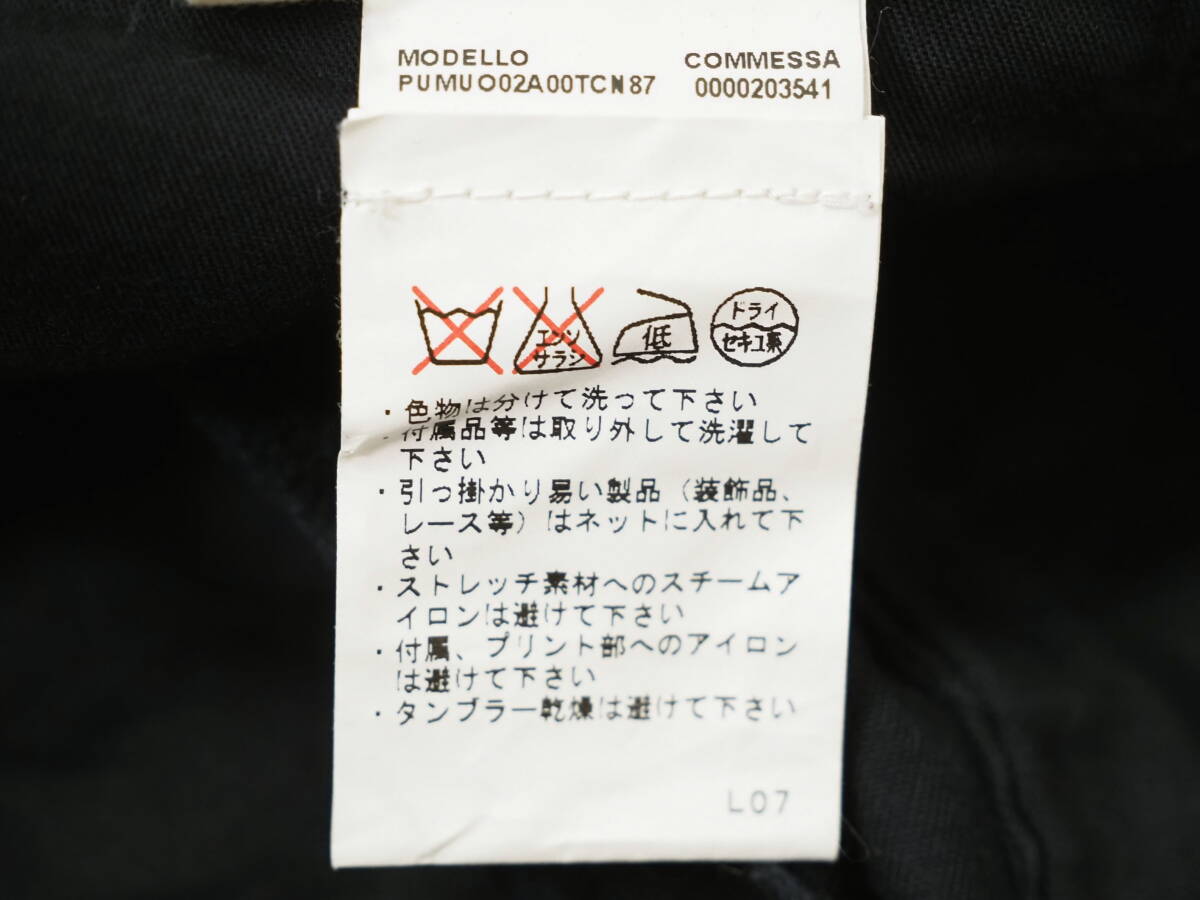 MODELLO COMMESSA
PUMUO02A00TCN87 0000203541
エンソ
サラシ
低
ドライ
セキユ系
・色物は分けて洗って下さい
・付属品等は取り外して洗濯して
下さい
・引っ掛かり易い製品(装飾品、
レース等)はネットに入れて下
さい
・ストレッチ素材へのスチームア
イロンは避けて下さい
・付属、プリント部へのアイロン
は避けて下さい
・タンブラー乾燥は避けて下さい
L07